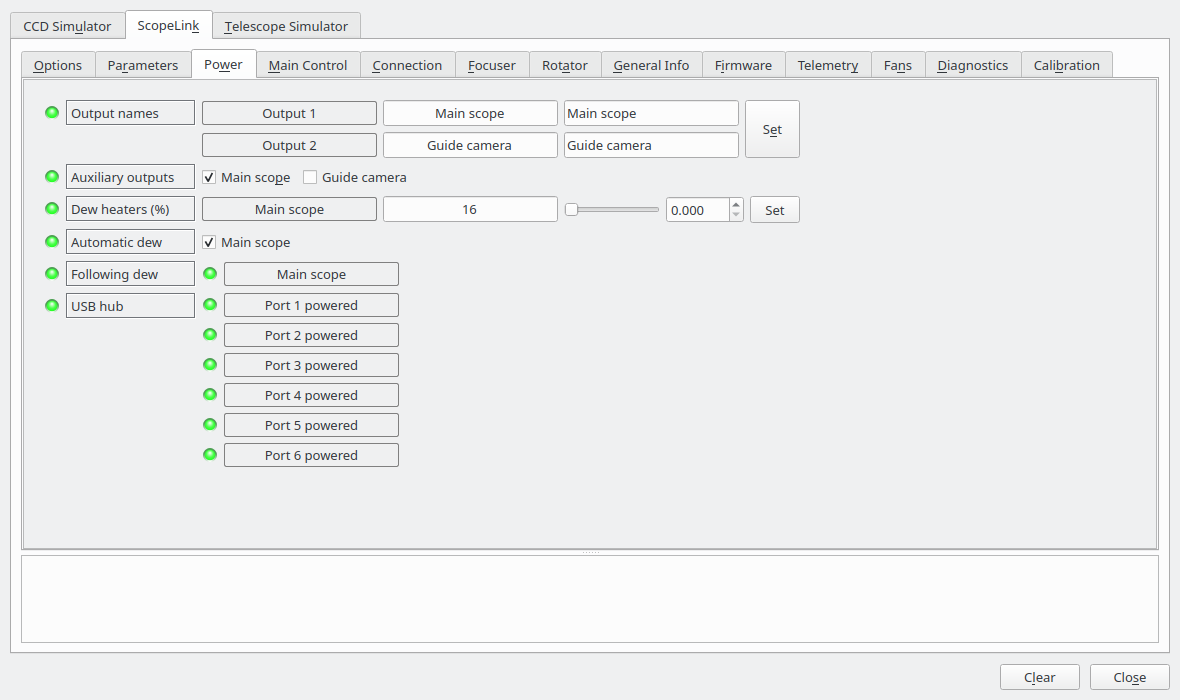 CCD Simulator ScopeLink Telescope Simulator
Options Parameters Power Main Control Connection Focuser Rotator General Info Firmware Telemetry Fans Diagnostics Calibration
Output names Output 1 Main scope Main scope Set
Output 2 Guide camera Guide camera
Auxiliary outputs Main scope Guide camera
Dew heaters (%) Main scope 16 0.000 Set
Automatic dew Main scope
Following dew Main scope
USB hub Port 1 powered
Port 2 powered
Port 3 powered
Port 4 powered
Port 5 powered
Port 6 powered
Clear Close